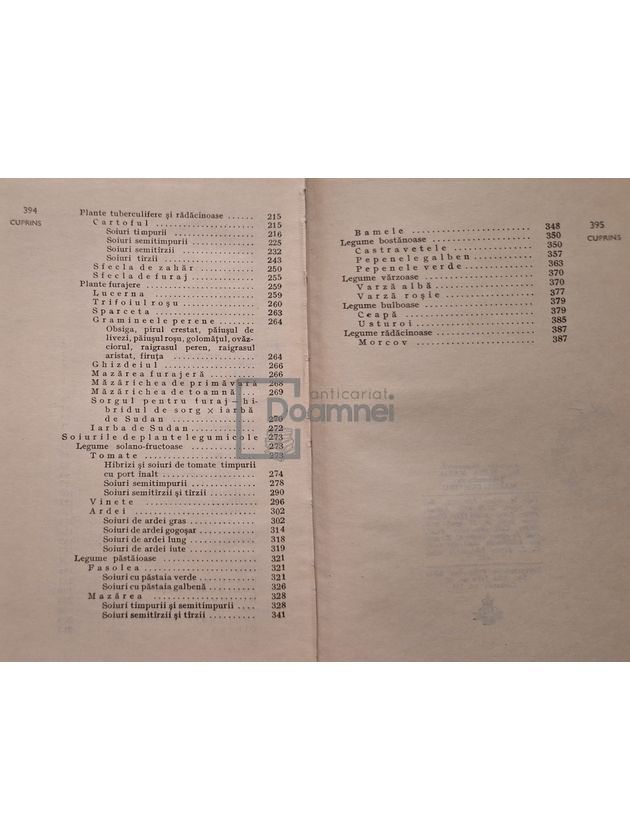 394
CUPRINS
Plante tuberculifere și rădăcinoase ...... 215
Cartoful .................... 215
Soiuri timpurii ................ 216
Soiuri semitimpurii ............. 225
Soiuri semitîrzii ................ 232
Soiuri tîrzii .................... 243
Sfecla de zahăr ............ 250
Sfecla de furaj ............ 255
Plante furajere ..................... 259
Lucerna ................... 259
Trifoiul roșu ............... 260
Sparceta ................... 263
Gramineele perene .......... 264
Obsiga, pirul crestat, păiușul de
livezi, păiușul roșu, golomățul, ovăz-
ciorul, raigrasul peren, raigrasul
aristat, firuța ................ 264
Ghizdeiul ................. 266
Mazărea furajeră .......... 266
Măzărichea de primăvară 268
Măzărichea de toamnă ... 269
Sorgul pentru furaj – hi-
bridul de sorg x iarbă
de Sudan .................. 270
Iarba de Sudan ............. 272
Soiurile de plante legumicole 273
Legume solano-fructoase ............. 273
Tomate .................... 273
Hibrizi și soiuri de tomate timpurii
cu port înalt .................. 274
Soiuri semitimpurii ............. 278
Soiuri semitîrzii și tîrzii ......... 290
Vinete .................... 296
Ardei ..................... 302
Soiuri de ardei gras ............. 302
Soiuri de ardei gogoșar .......... 314
Soiuri de ardei lung ............. 318
Soiuri de ardei iute ............. 319
Legume păstăioase .................. 321
Fasolea .................... 321
Soiuri cu păstaia verde ........... 321
Soiuri cu păstaia galbenă ......... 326
Mazărea ................... 328
Soiuri timpurii și semitimpurii .... 328
Soiuri semitîrzii și tîrzii .......... 341
395
CUPRINS
Bamele .................... 348
Legume bostănoase .................. 350
Castravetele ............... 350
Pepenele galben ........... 357
Pepenele verde ............. 363
Legume vărzoase .................... 370
Varză albă ................. 370
Varză roșie ................ 377
Legume bulboase .................... 379
Ceapă ..................... 379
Usturoi .................... 385
Legume rădăcinoase ................. 387
Morcov .................... 387
anticariat
Doamnei